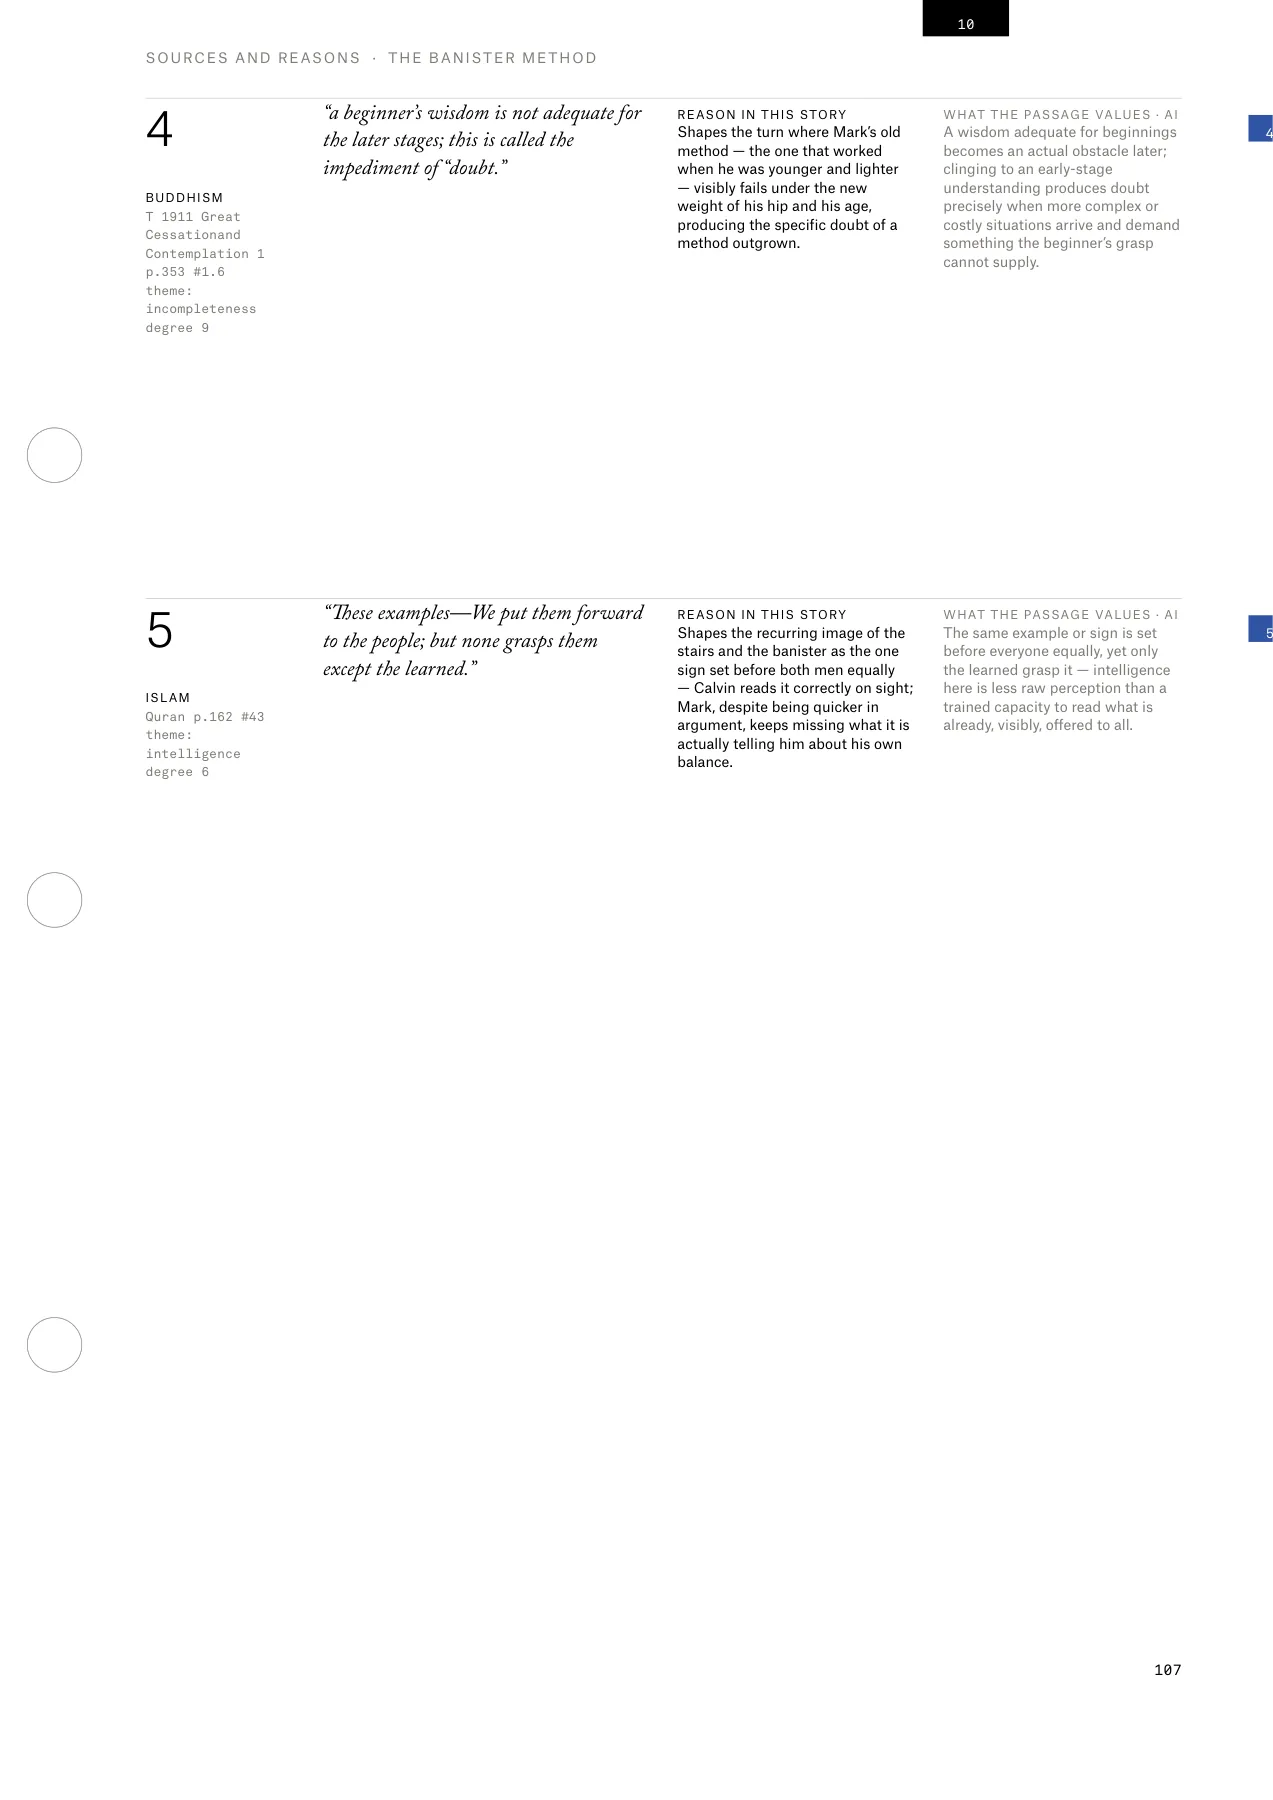 10
SOURCES AND REASONS · THE BANISTER METHOD
4
BUDDHISM
T 1911 Great
Cessationand
Contemplation 1
p.353 #1.6
theme:
incompleteness
degree 9
“a beginner’s wisdom is not adequate for
the later stages; this is called the
impediment of “doubt.”
REASON IN THIS STORY
Shapes the turn where Mark’s old
method — the one that worked
when he was younger and lighter
— visibly fails under the new
weight of his hip and his age,
producing the specific doubt of a
method outgrown.
WHAT THE PASSAGE VALUES · AI
A wisdom adequate for beginnings
becomes an actual obstacle later;
clinging to an early-stage
understanding produces doubt
precisely when more complex or
costly situations arrive and demand
something the beginner’s grasp
cannot supply.
4
5
ISLAM
Quran p.162 #43
theme:
intelligence
degree 6
“These examples—We put them forward
to the people; but none grasps them
except the learned.”
REASON IN THIS STORY
Shapes the recurring image of the
stairs and the banister as the one
sign set before both men equally
— Calvin reads it correctly on sight;
Mark, despite being quicker in
argument, keeps missing what it is
actually telling him about his own
balance.
WHAT THE PASSAGE VALUES · AI
The same example or sign is set
before everyone equally, yet only
the learned grasp it — intelligence
here is less raw perception than a
trained capacity to read what is
already, visibly, offered to all.
5
107